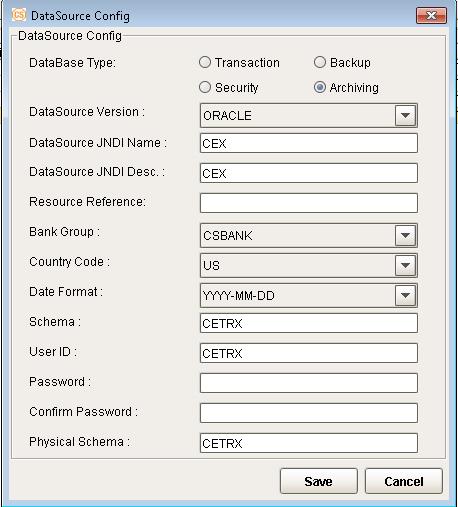 CS DataSource Config
DataSource Config
DataBase Type: Transaction Backup
Security Archiving
DataSource Version : ORACLE
DataSource JNDI Name : CEX
DataSource JNDI Desc. : CEX
Resource Reference:
Bank Group : CSBANK
Country Code : US
Date Format : YYYY-MM-DD
Schema : CETRX
User ID : CETRX
Password :
Confirm Password :
Physical Schema : CETRX
Save Cancel